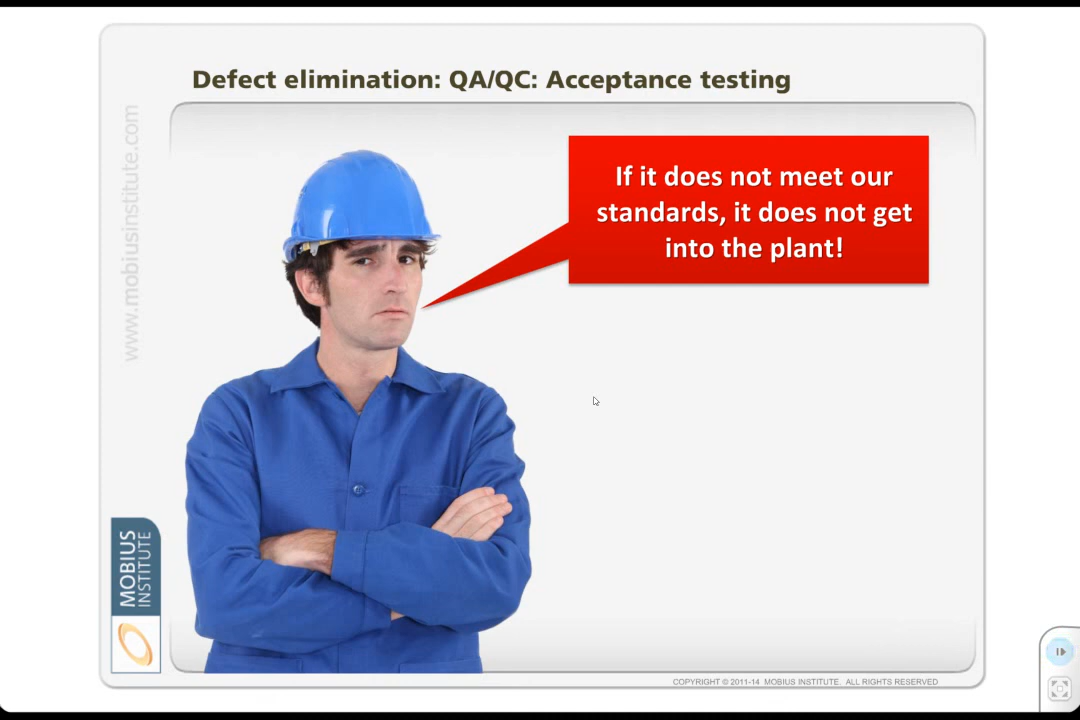 Defect elimination: QA/QC: Acceptance testing
www.mobiusinstitute.com
If it does not meet our
standards, it does not get
into the plant!
MOBIUS
INSTITUTE
COPYRIGHT © 2011-14 MOBIUS INSTITUTE. ALL RIGHTS RESERVED